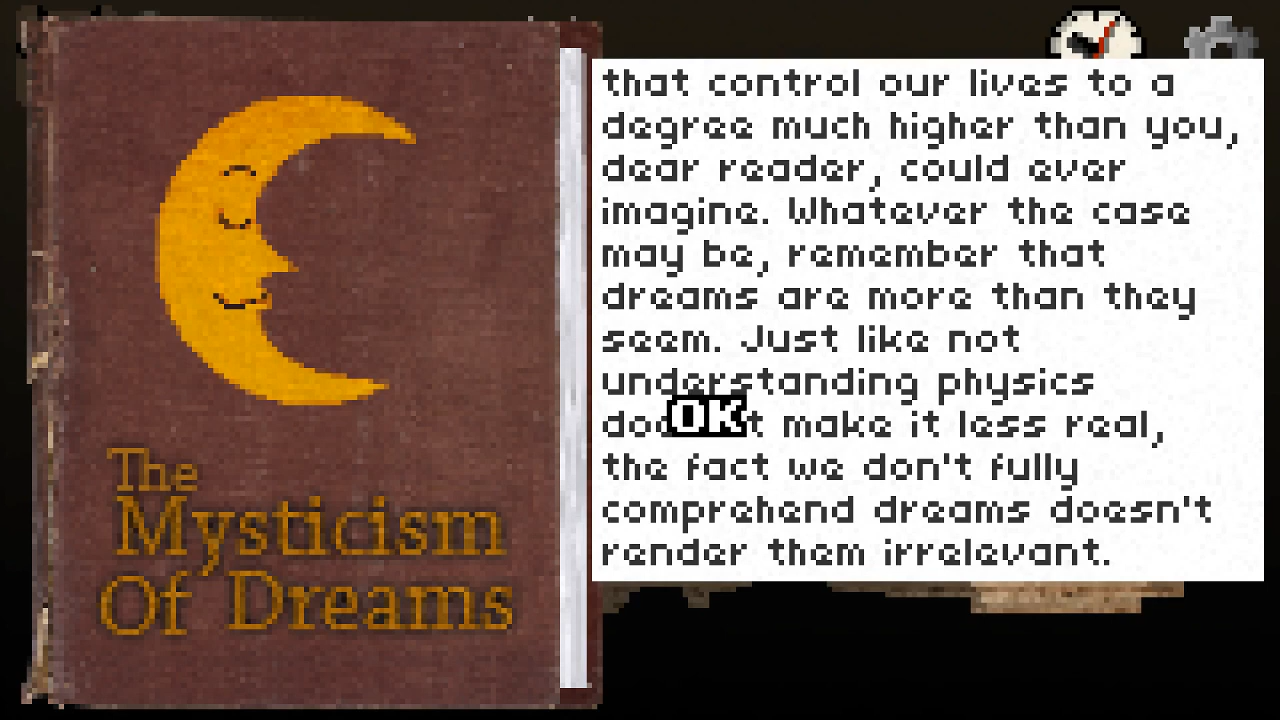 The
Mysticism
Of Dreams
that control our lives to a
degree much higher than you,
dear reader, could ever
imagine. Whatever the case
may be, remember that
dreams are more than they
seem. Just like not
understanding physics
OK
make it less real,
the fact we don't fully
comprehend dreams doesn't
render them irrelevant.